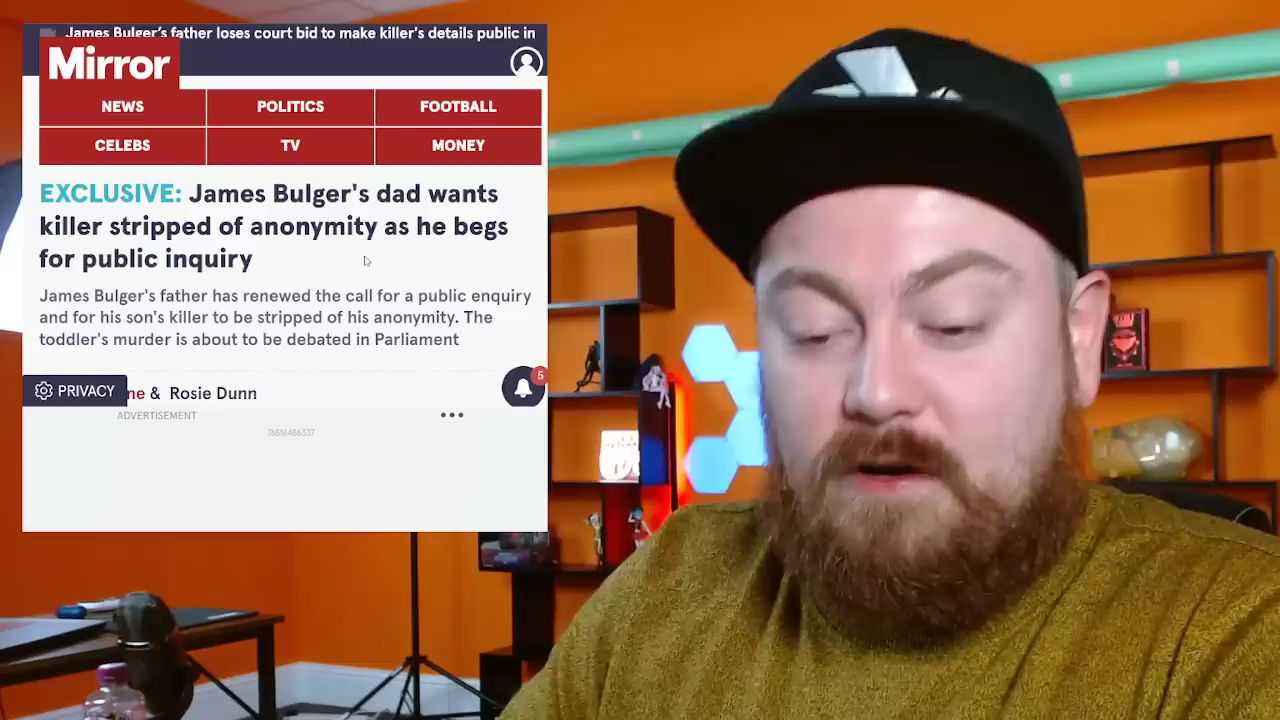 James Bulger's father loses court bid to make killer's details public in
Mirror
NEWS
POLITICS
FOOTBALL
CELEBS
TV
MONEY
EXCLUSIVE: James Bulger's dad wants
killer stripped of anonymity as he begs
for public inquiry
James Bulger's father has renewed the call for a public enquiry
and for his son's killer to be stripped of his anonymity. The
toddler's murder is about to be debated in Parliament
PRIVACY
ne & Rosie Dunn
5
ADVERTISEMENT
76516486337